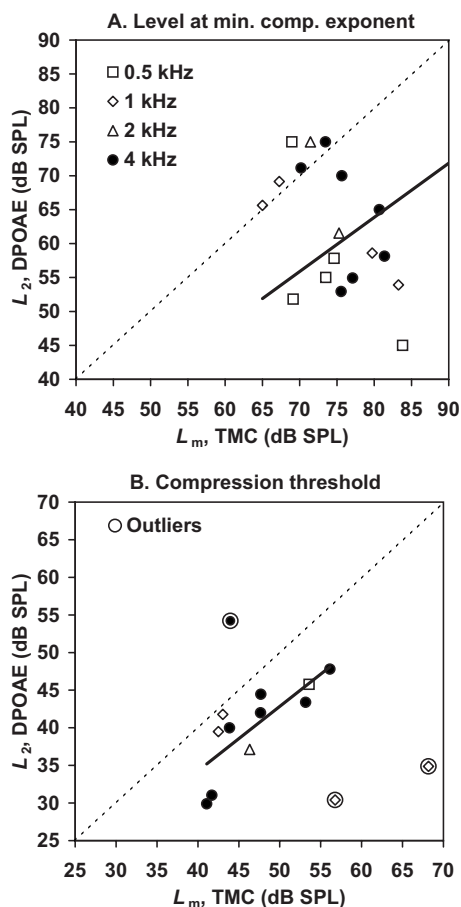 A. Level at min. comp. exponent
90
85
80
75
70
65
60
55
50
45
40
L2, DPOAE (dB SPL)
0.5 kHz
1 kHz
2 kHz
4 kHz
40 45 50 55 60 65 70 75 80 85 90
Lm, TMC (dB SPL)
B. Compression threshold
70
65
60
55
50
45
40
35
30
25
L2, DPOAE (dB SPL)
Outliers
25 30 35 40 45 50 55 60 65 70
Lm, TMC (dB SPL)